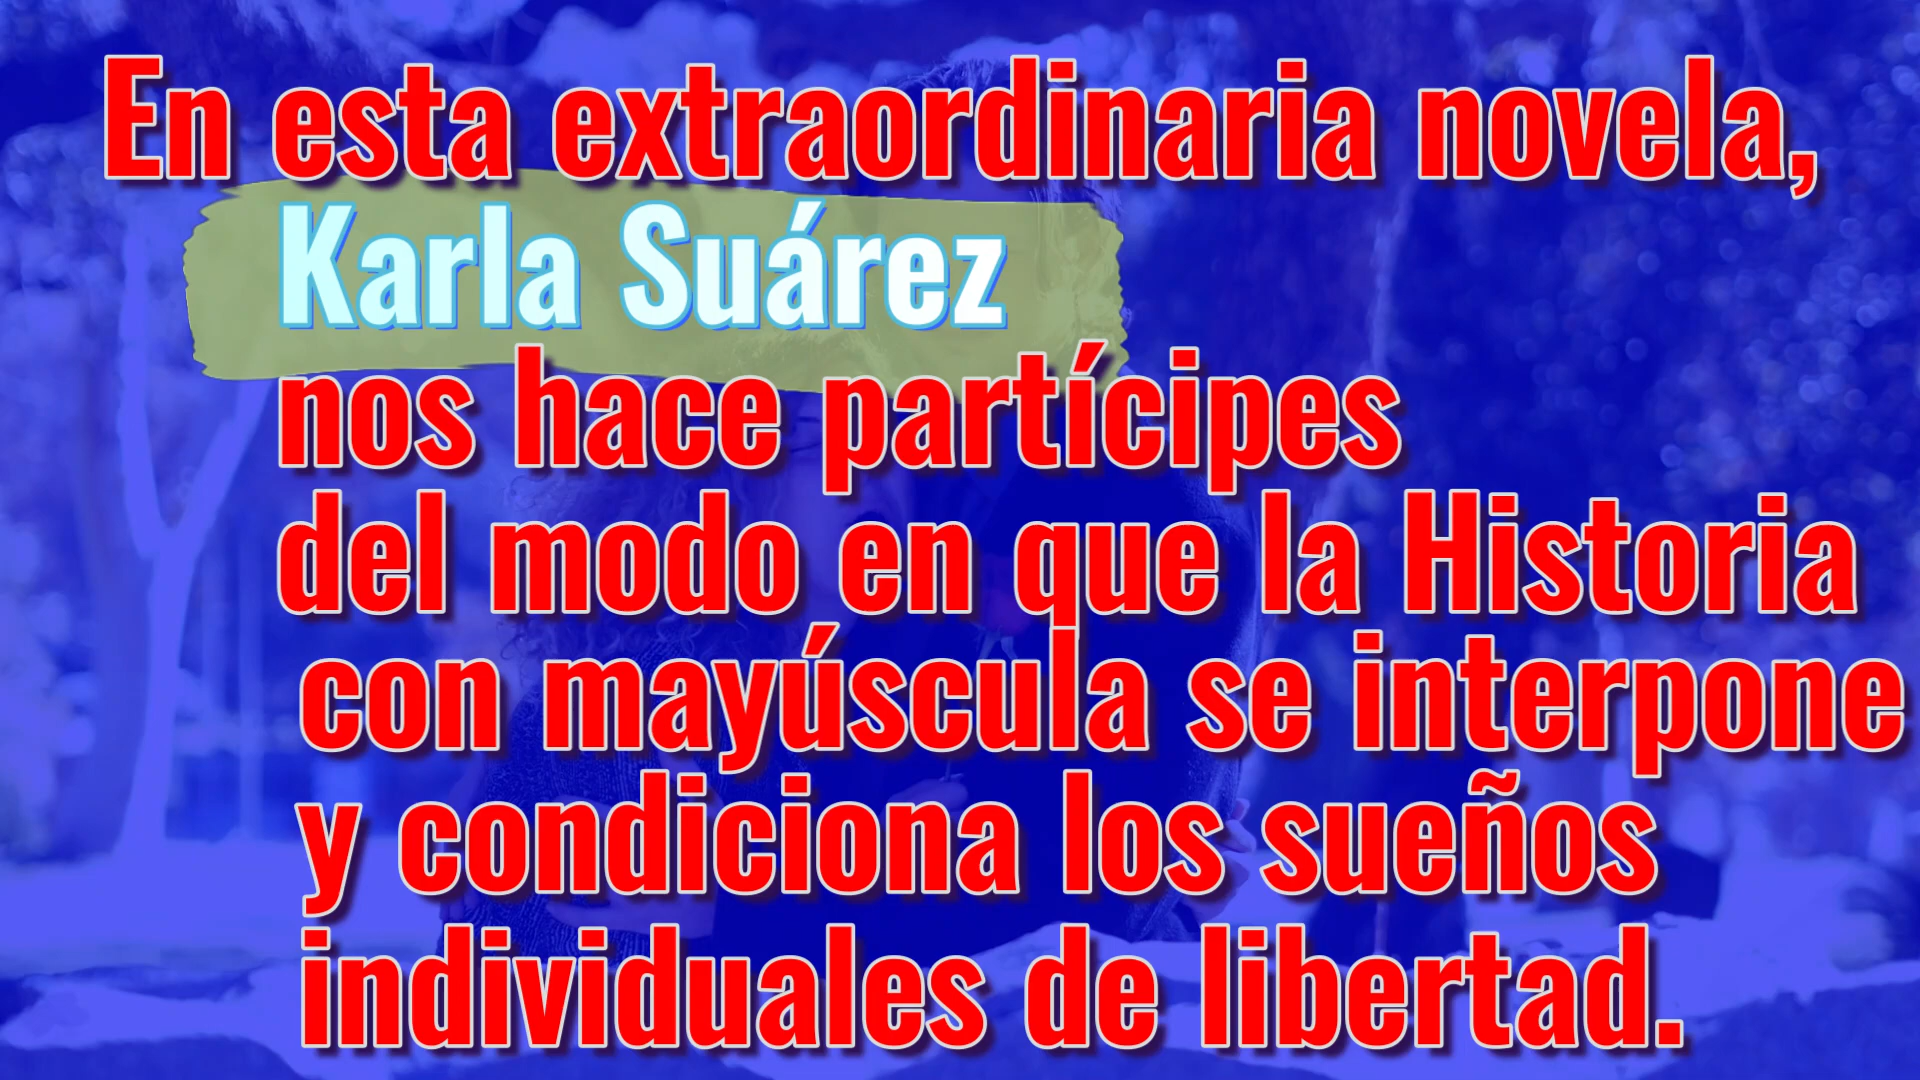 En esta extraordinaria novela,
Karla Suárez
nos hace partícipes
del modo en que la Historia
con mayúscula se interpone
y condiciona los sueños
individuales de libertad.